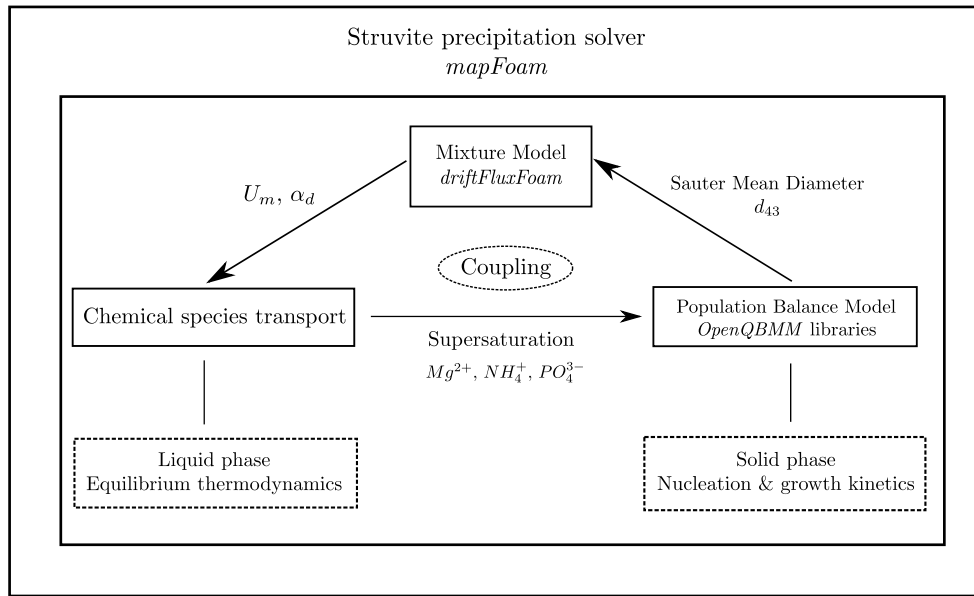 Struvite precipitation solver
mapFoam
Mixture Model
driftFluxFoam
U_m, α_d
Sauter Mean Diameter
d_43
Coupling
Chemical species transport
Supersaturation
Mg^2+, NH_4^+, PO_4^3−
Population Balance Model
OpenQBMM libraries
Liquid phase
Equilibrium thermodynamics
Solid phase
Nucleation & growth kinetics